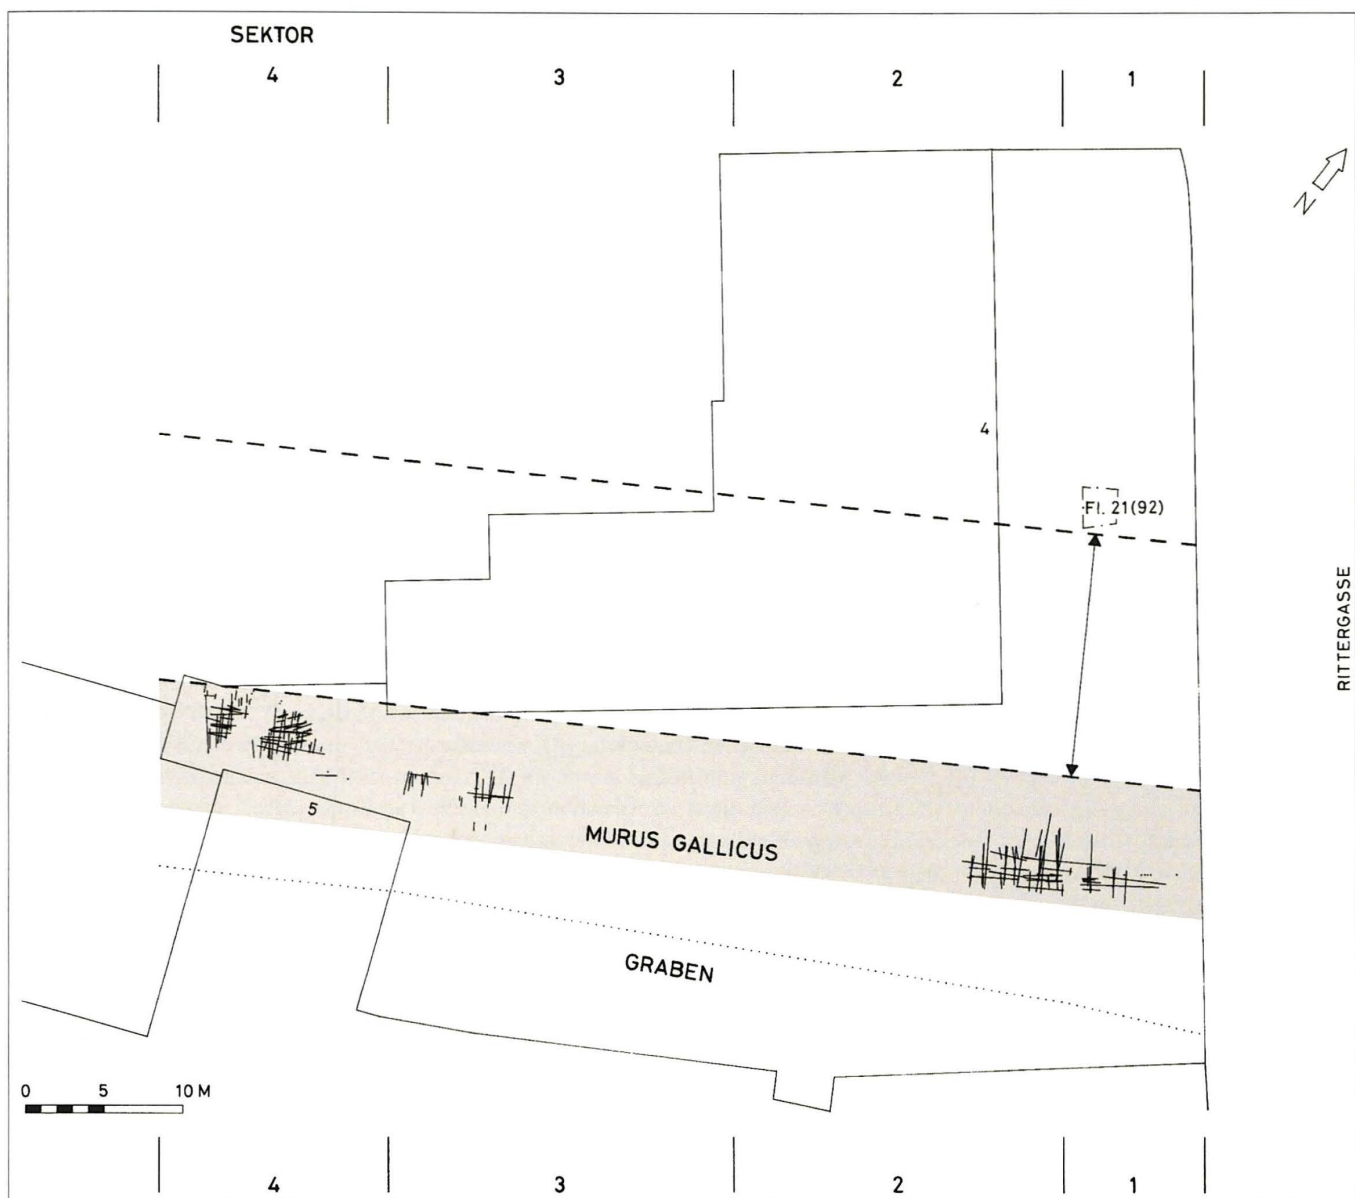 SEKTOR
4 3 2 1
N
4
Fl. 21(92)
RITTERGASSE
5
MURUS GALLICUS
GRABEN
0 5 10 M
4 3 2 1